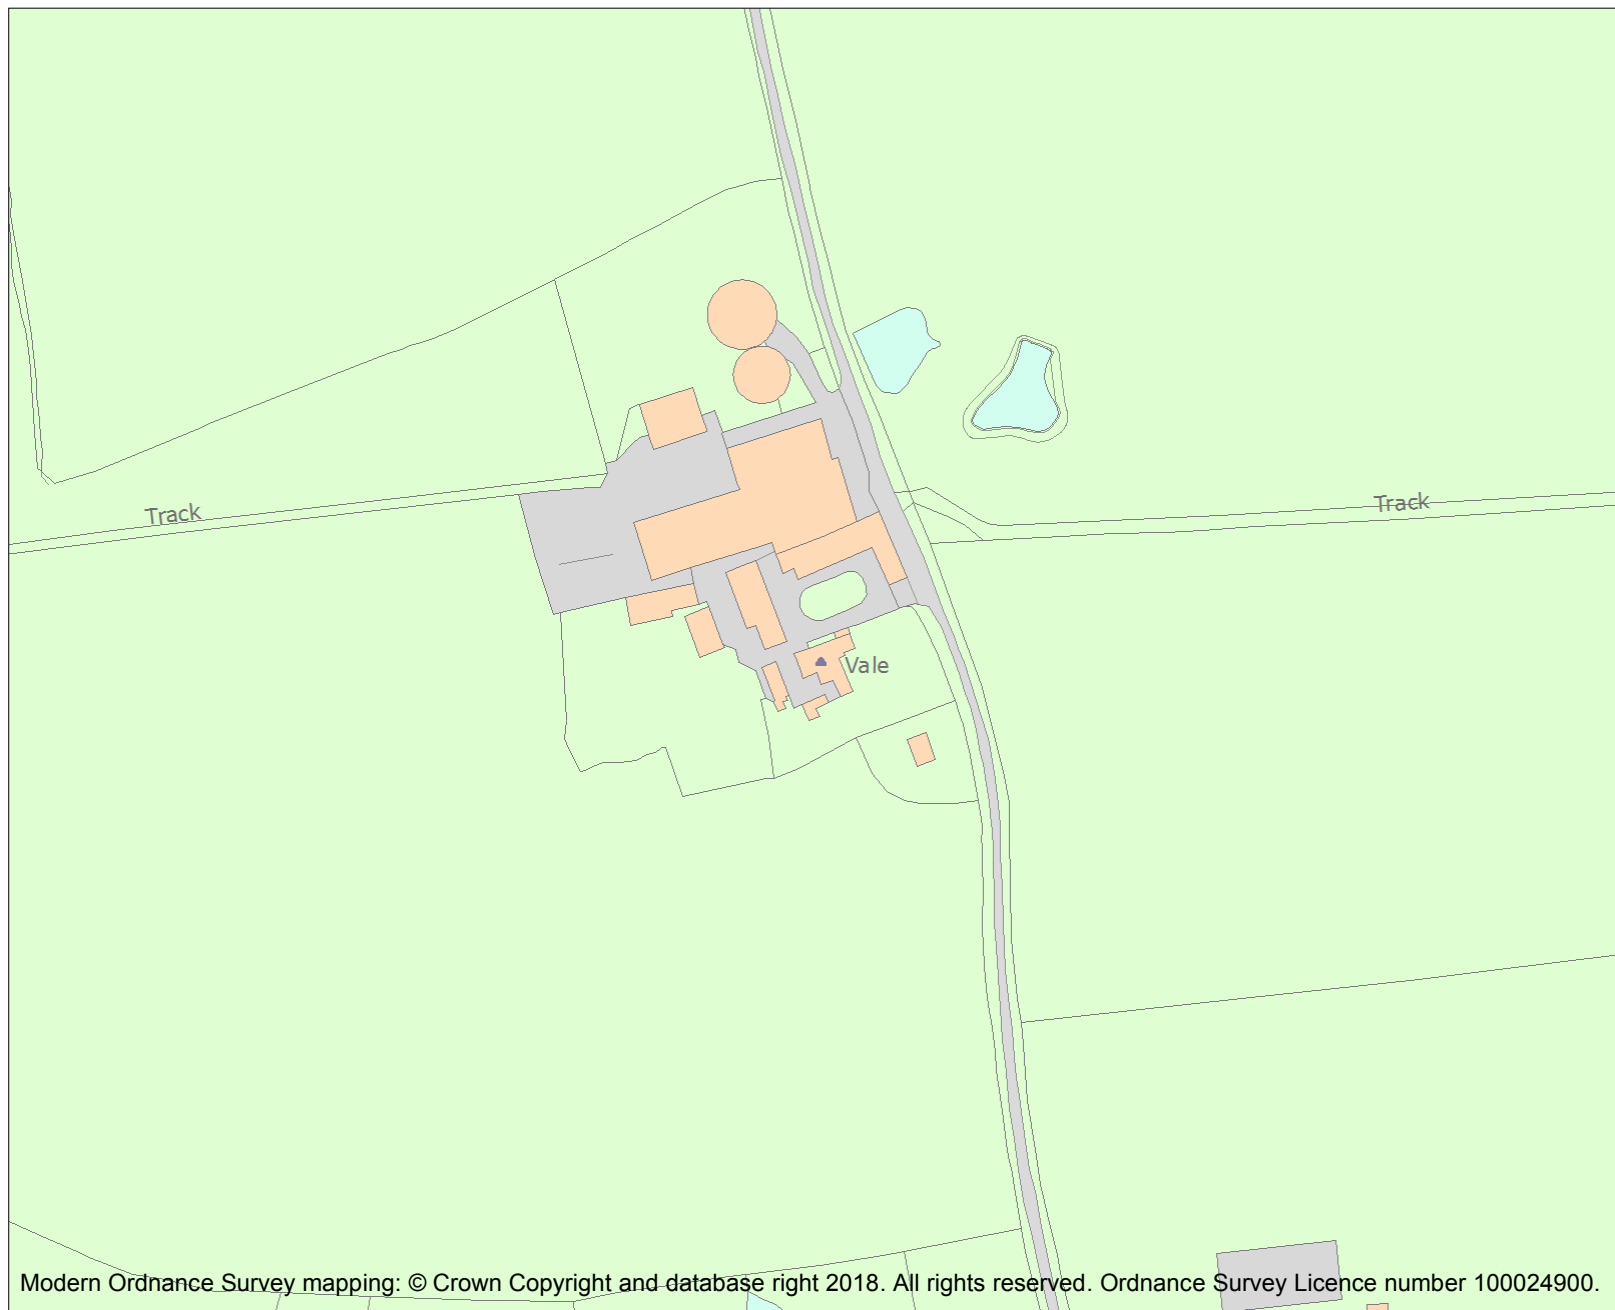 Track
Track
Vale
Modern Ordnance Survey mapping: © Crown Copyright and database right 2018. All rights reserved. Ordnance Survey Licence number 100024900.